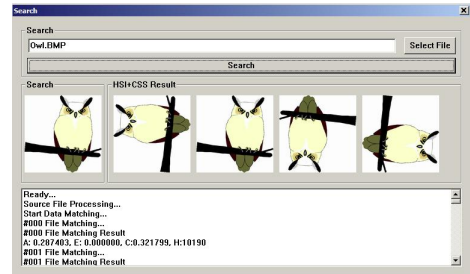 Search
Search
Owl.BMP
Select File
Search
Search
HSI+CSS Result
Ready...
Source File Processing...
Start Data Matching...
#000 File Matching...
#000 File Matching Result
A: 0.287403, E: 0.000000, C:0.321799, H:10190
#001 File Matching...
#001 File Matching Result